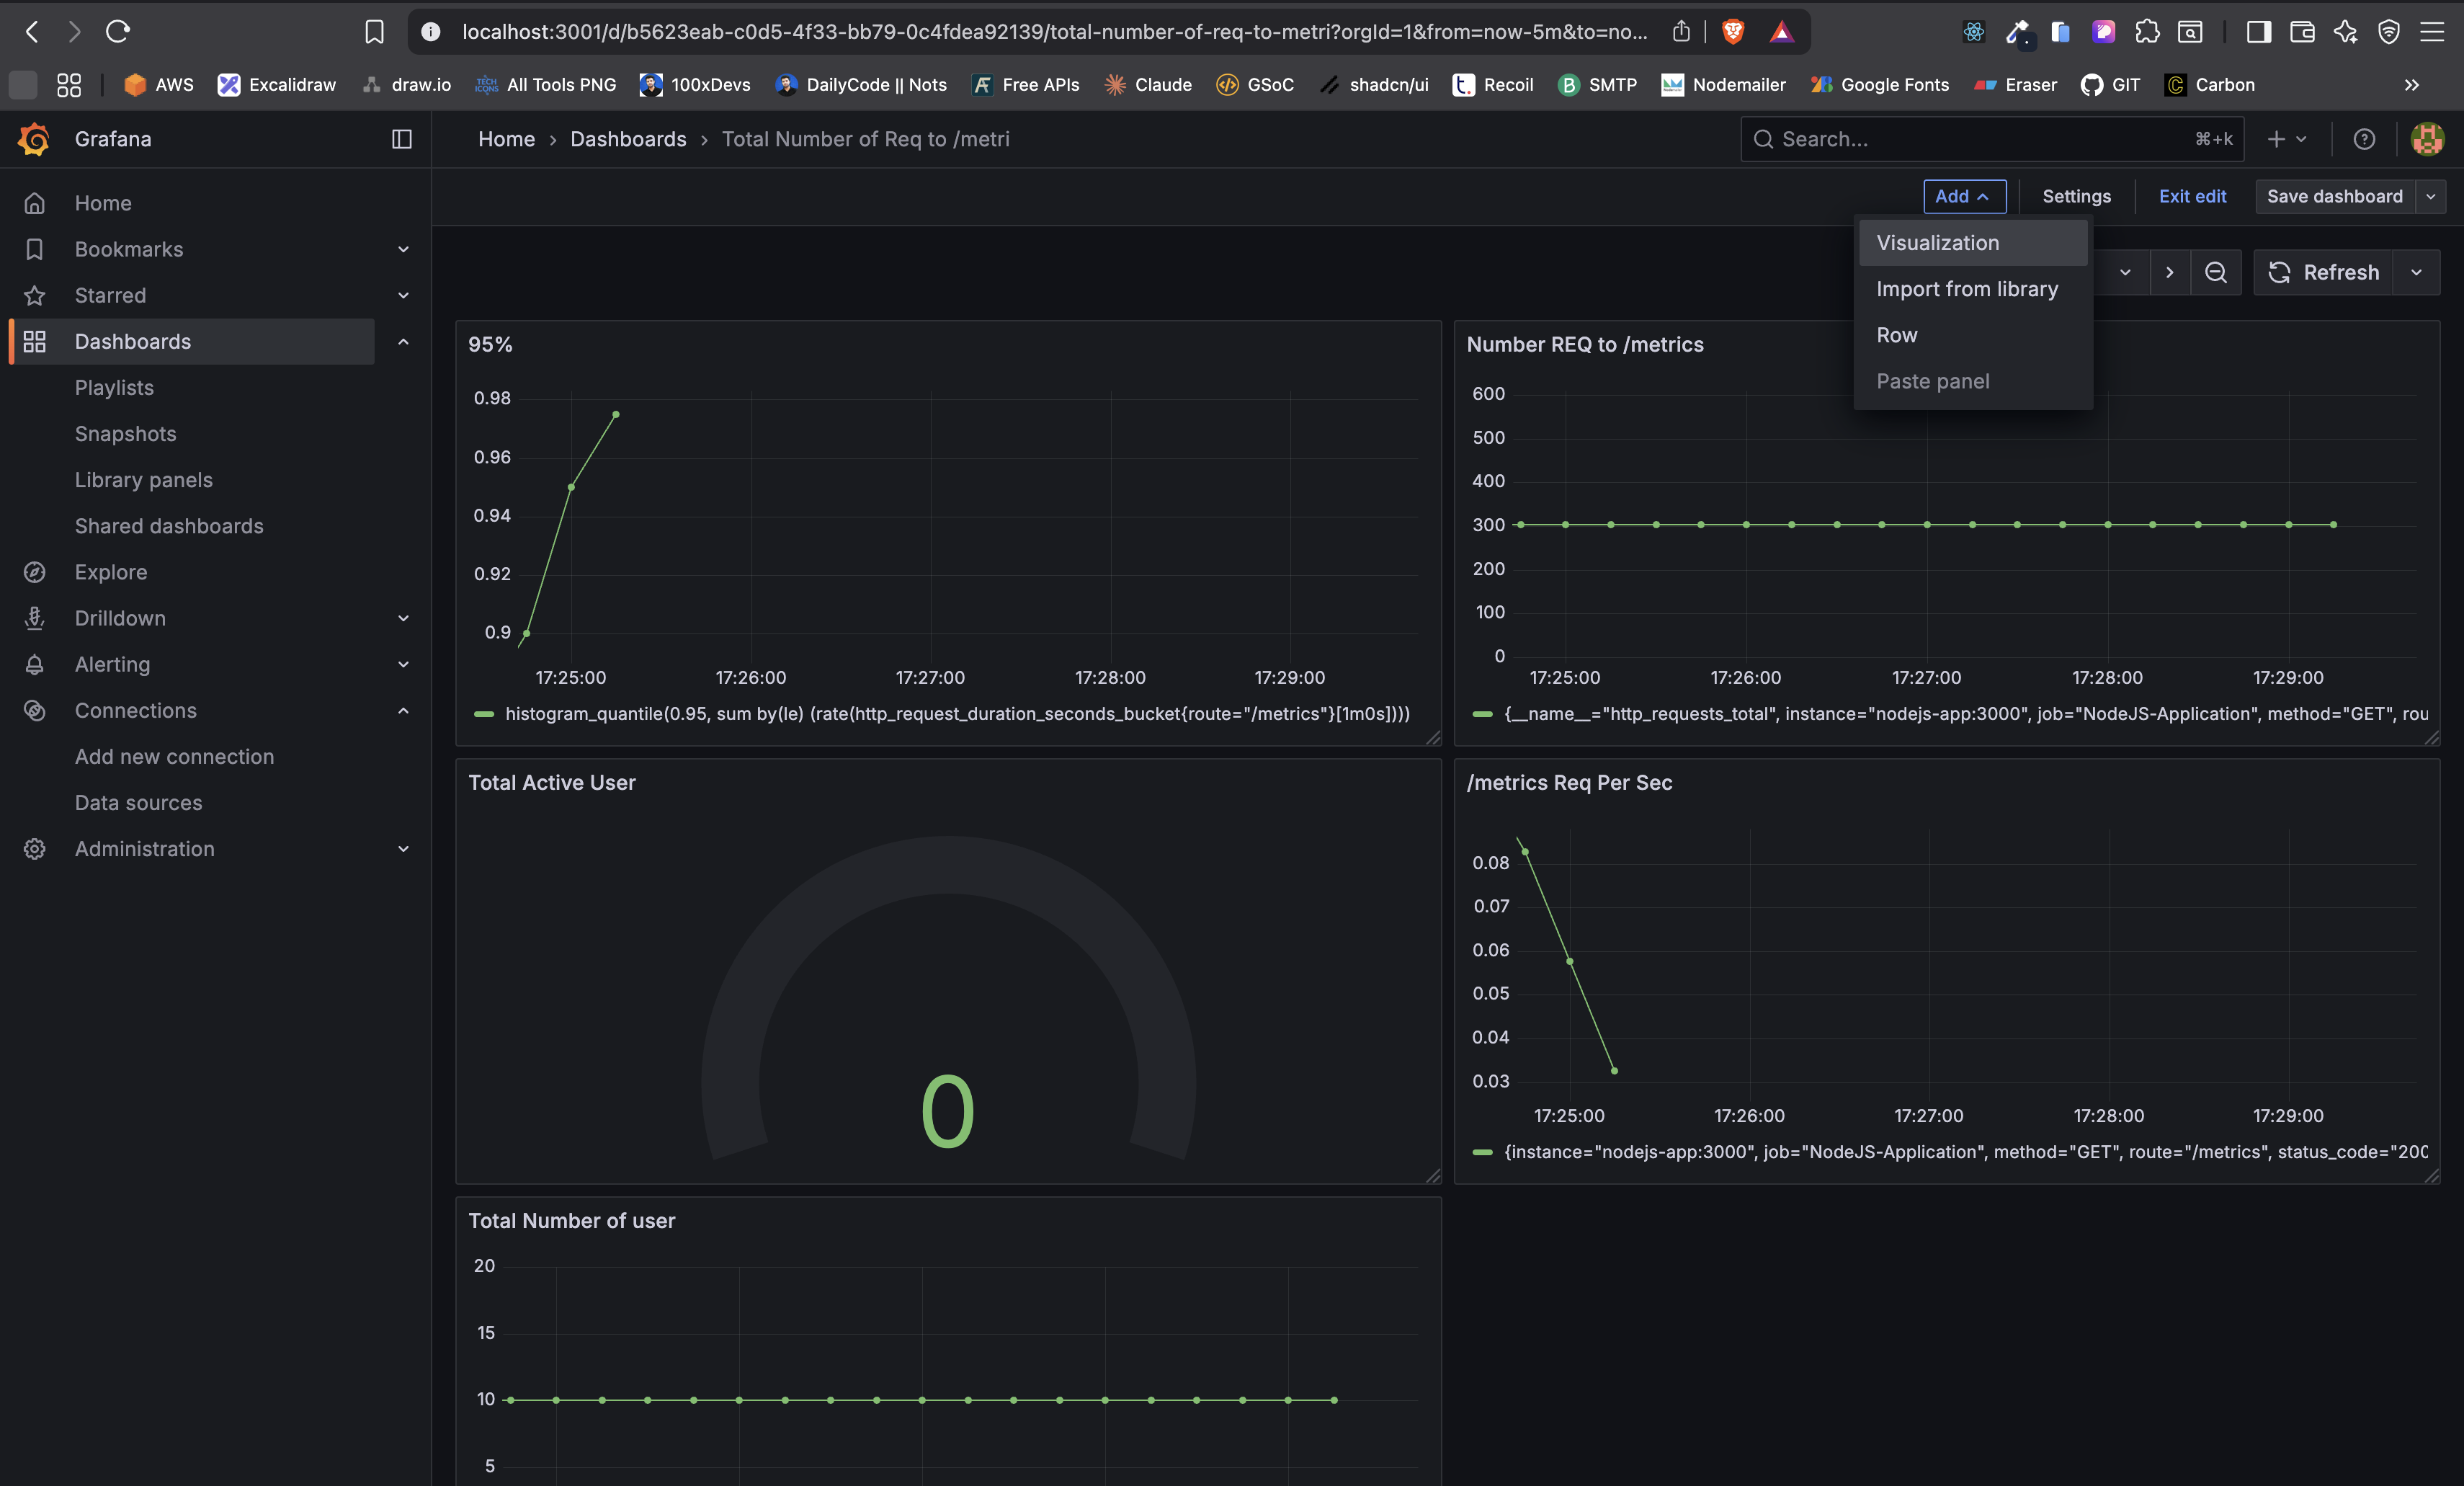 localhost:3001/d/b5623eab-c0d5-4f33-bb79-0c4fdea92139/total-number-of-req-to-metri?orgId=1&from=now-5m&to=no...
AWS Excalidraw draw.io All Tools PNG 100xDevs DailyCode || Nots Free APIs Claude GSoC shadcn/ui Recoil SMTP Nodemailer Google Fonts Eraser GIT Carbon
Grafana
Home › Dashboards › Total Number of Req to /metri
Search... ⌘+k
Home
Bookmarks
Starred
Dashboards
Playlists
Snapshots
Library panels
Shared dashboards
Explore
Drilldown
Alerting
Connections
Add new connection
Data sources
Administration
Add Settings Exit edit Save dashboard
Visualization
Import from library
Row
Paste panel
Refresh
95%
0.98
0.96
0.94
0.92
0.9
17:25:00 17:26:00 17:27:00 17:28:00 17:29:00
histogram_quantile(0.95, sum by(le) (rate(http_request_duration_seconds_bucket{route="/metrics"}[1m0s])))
Number REQ to /metrics
600
500
400
300
200
100
0
17:25:00 17:26:00 17:27:00 17:28:00 17:29:00
{__name__="http_requests_total", instance="nodejs-app:3000", job="NodeJS-Application", method="GET", rou
Total Active User
0
/metrics Req Per Sec
0.08
0.07
0.06
0.05
0.04
0.03
17:25:00 17:26:00 17:27:00 17:28:00 17:29:00
{instance="nodejs-app:3000", job="NodeJS-Application", method="GET", route="/metrics", status_code="200
Total Number of user
20
15
10
5